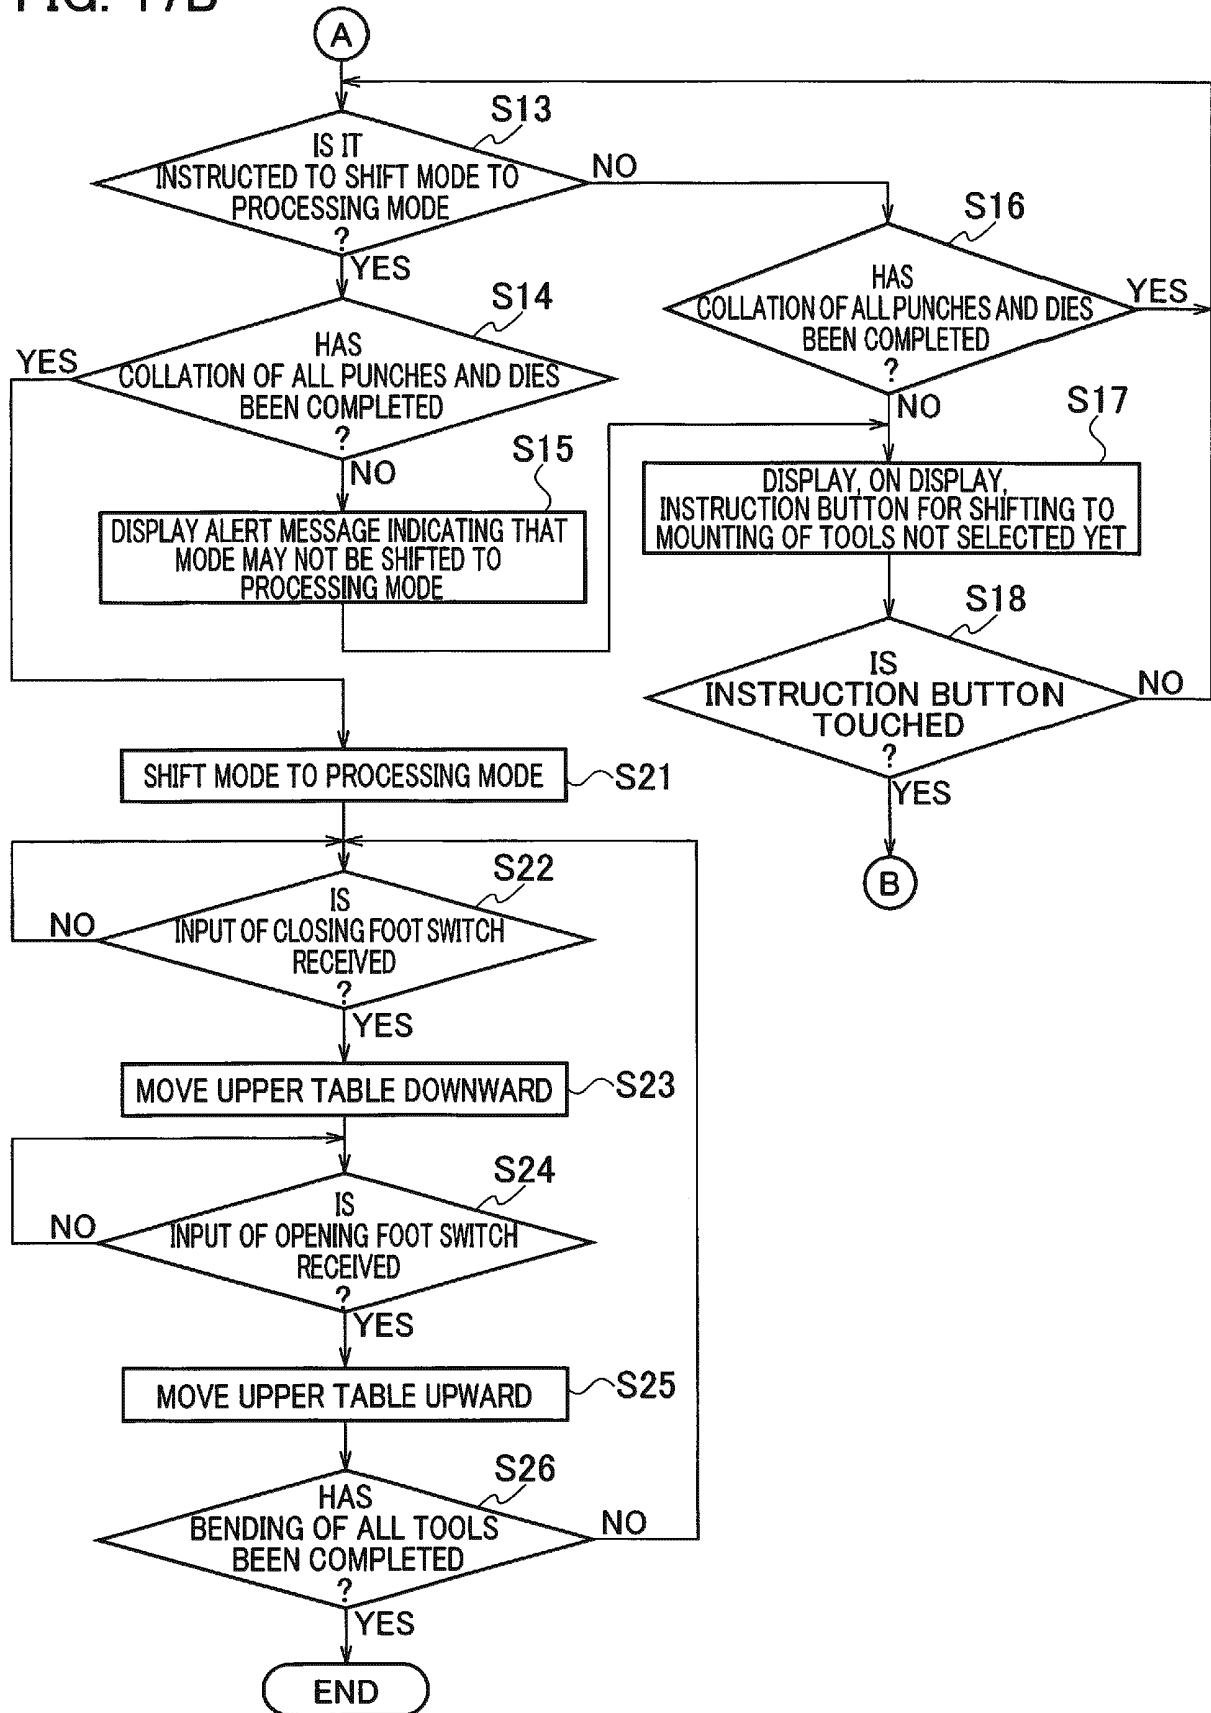 A
S13
IS IT
INSTRUCTED TO SHIFT MODE TO
PROCESSING MODE
?
NO
YES
S16
HAS
COLLATION OF ALL PUNCHES AND DIES
BEEN COMPLETED
?
YES
NO
S14
HAS
COLLATION OF ALL PUNCHES AND DIES
BEEN COMPLETED
?
YES
NO
S15
DISPLAY ALERT MESSAGE INDICATING THAT
MODE MAY NOT BE SHIFTED TO
PROCESSING MODE
S17
DISPLAY, ON DISPLAY,
INSTRUCTION BUTTON FOR SHIFTING TO
MOUNTING OF TOOLS NOT SELECTED YET
S18
IS
INSTRUCTION BUTTON
TOUCHED
?
NO
YES
B
SHIFT MODE TO PROCESSING MODE
S21
S22
IS
INPUT OF CLOSING FOOT SWITCH
RECEIVED
?
NO
YES
MOVE UPPER TABLE DOWNWARD
S23
S24
IS
INPUT OF OPENING FOOT SWITCH
RECEIVED
?
NO
YES
MOVE UPPER TABLE UPWARD
S25
S26
HAS
BENDING OF ALL TOOLS
BEEN COMPLETED
?
NO
YES
END